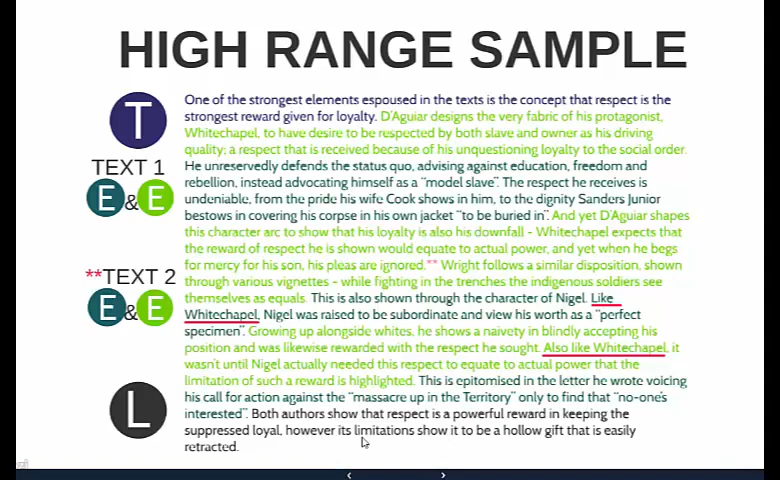 HIGH RANGE SAMPLE
T
One of the strongest elements espoused in the texts is the concept that respect is the
strongest reward given for loyalty. D'Aguiar designs the very fabric of his protagonist,
Whitechapel, to have desire to be respected by both slave and owner as his driving
quality; a respect that is received because of his unquestioning loyalty to the social order.
TEXT 1
E & E
He unreservedly defends the status quo, advising against education, freedom and
rebellion, instead advocating himself as a "model slave". The respect he receives is
undeniable, from the pride his wife Cook shows in him, to the dignity Sanders Junior
bestows in covering his corpse in his own jacket "to be buried in". And yet D'Aguiar shapes
this character arc to show that his loyalty is also his downfall - Whitechapel expects that
the reward of respect he is shown would equate to actual power, and yet when he begs
for mercy for his son, his pleas are ignored.** Wright follows a similar disposition, shown
**TEXT 2
E & E
through various vignettes – while fighting in the trenches the indigenous soldiers see
themselves as equals. This is also shown through the character of Nigel. Like
Whitechapel, Nigel was raised to be subordinate and view his worth as a "perfect
specimen". Growing up alongside whites, he shows a naivety in blindly accepting his
position and was likewise rewarded with the respect he sought. Also like Whitechapel, it
wasn't until Nigel actually needed this respect to equate to actual power that the
limitation of such a reward is highlighted. This is epitomised in the letter he wrote voicing
L
his call for action against the "massacre up in the Territory" only to find that "no-one's
interested". Both authors show that respect is a powerful reward in keeping the
suppressed loyal, however its limitations show it to be a hollow gift that is easily
retracted.